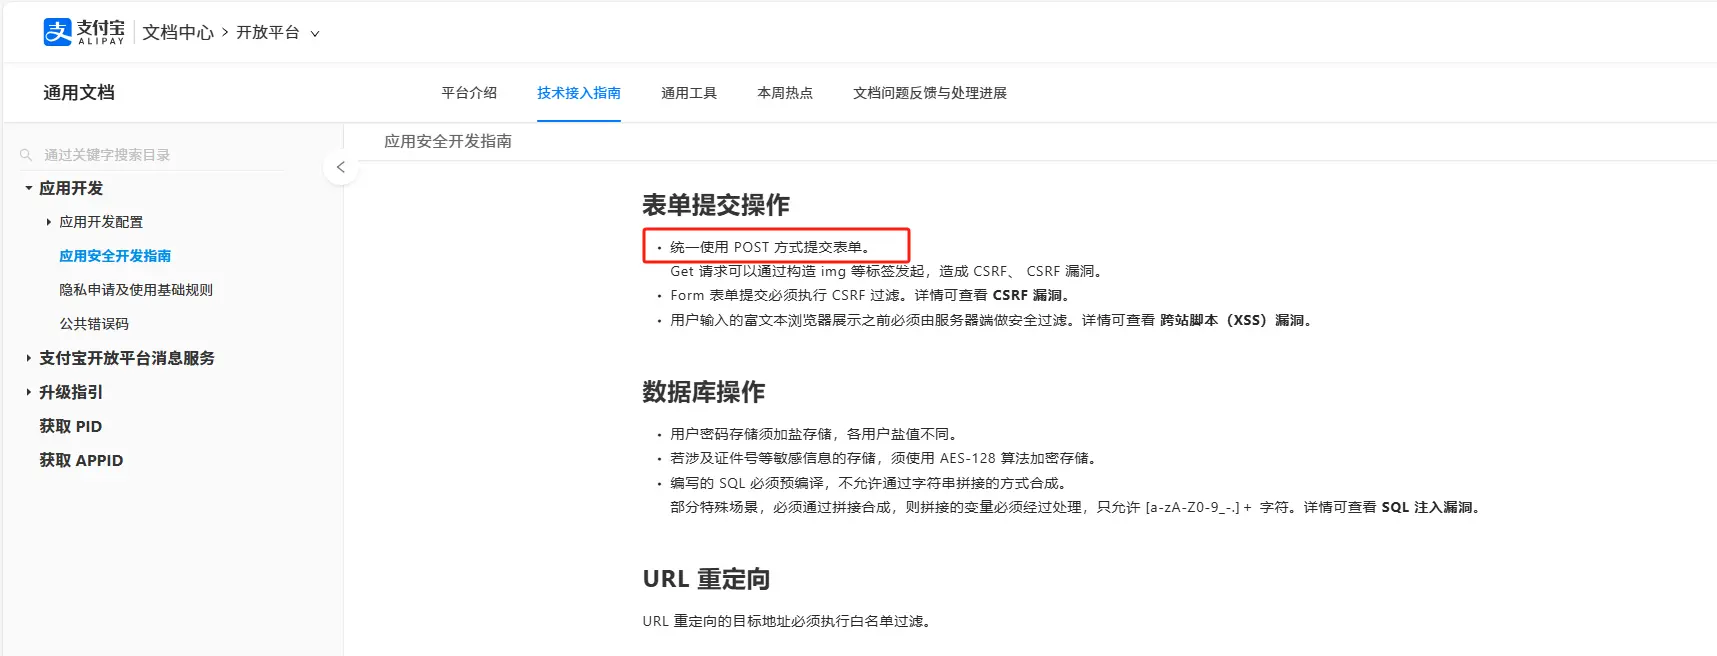 支付宝
ALIPAY
文档中心 > 开放平台
通用文档
平台介绍
技术接入指南
通用工具
本周热点
文档问题反馈与处理进展
通过关键字搜索目录
应用开发
应用开发配置
应用安全开发指南
隐私申请及使用基础规则
公共错误码
支付宝开放平台消息服务
升级指引
获取 PID
获取 APPID
应用安全开发指南
表单提交操作
• 统一使用 POST 方式提交表单。
Get 请求可以通过构造 img 等标签发起，造成 CSRF、 CSRF 漏洞。
• Form 表单提交必须执行 CSRF 过滤。详情可查看 CSRF 漏洞。
• 用户输入的富文本浏览器展示之前必须由服务器端做安全过滤。详情可查看 跨站脚本（XSS）漏洞。
数据库操作
• 用户密码存储须加盐存储，各用户盐值不同。
• 若涉及证件号等敏感信息的存储，须使用 AES-128 算法加密存储。
• 编写的 SQL 必须预编译，不允许通过字符串拼接的方式合成。
部分特殊场景，必须通过拼接合成，则拼接的变量必须经过处理，只允许 [a-zA-Z0-9_-.]+ 字符。详情可查看 SQL 注入漏洞。
URL 重定向
URL 重定向的目标地址必须执行白名单过滤。